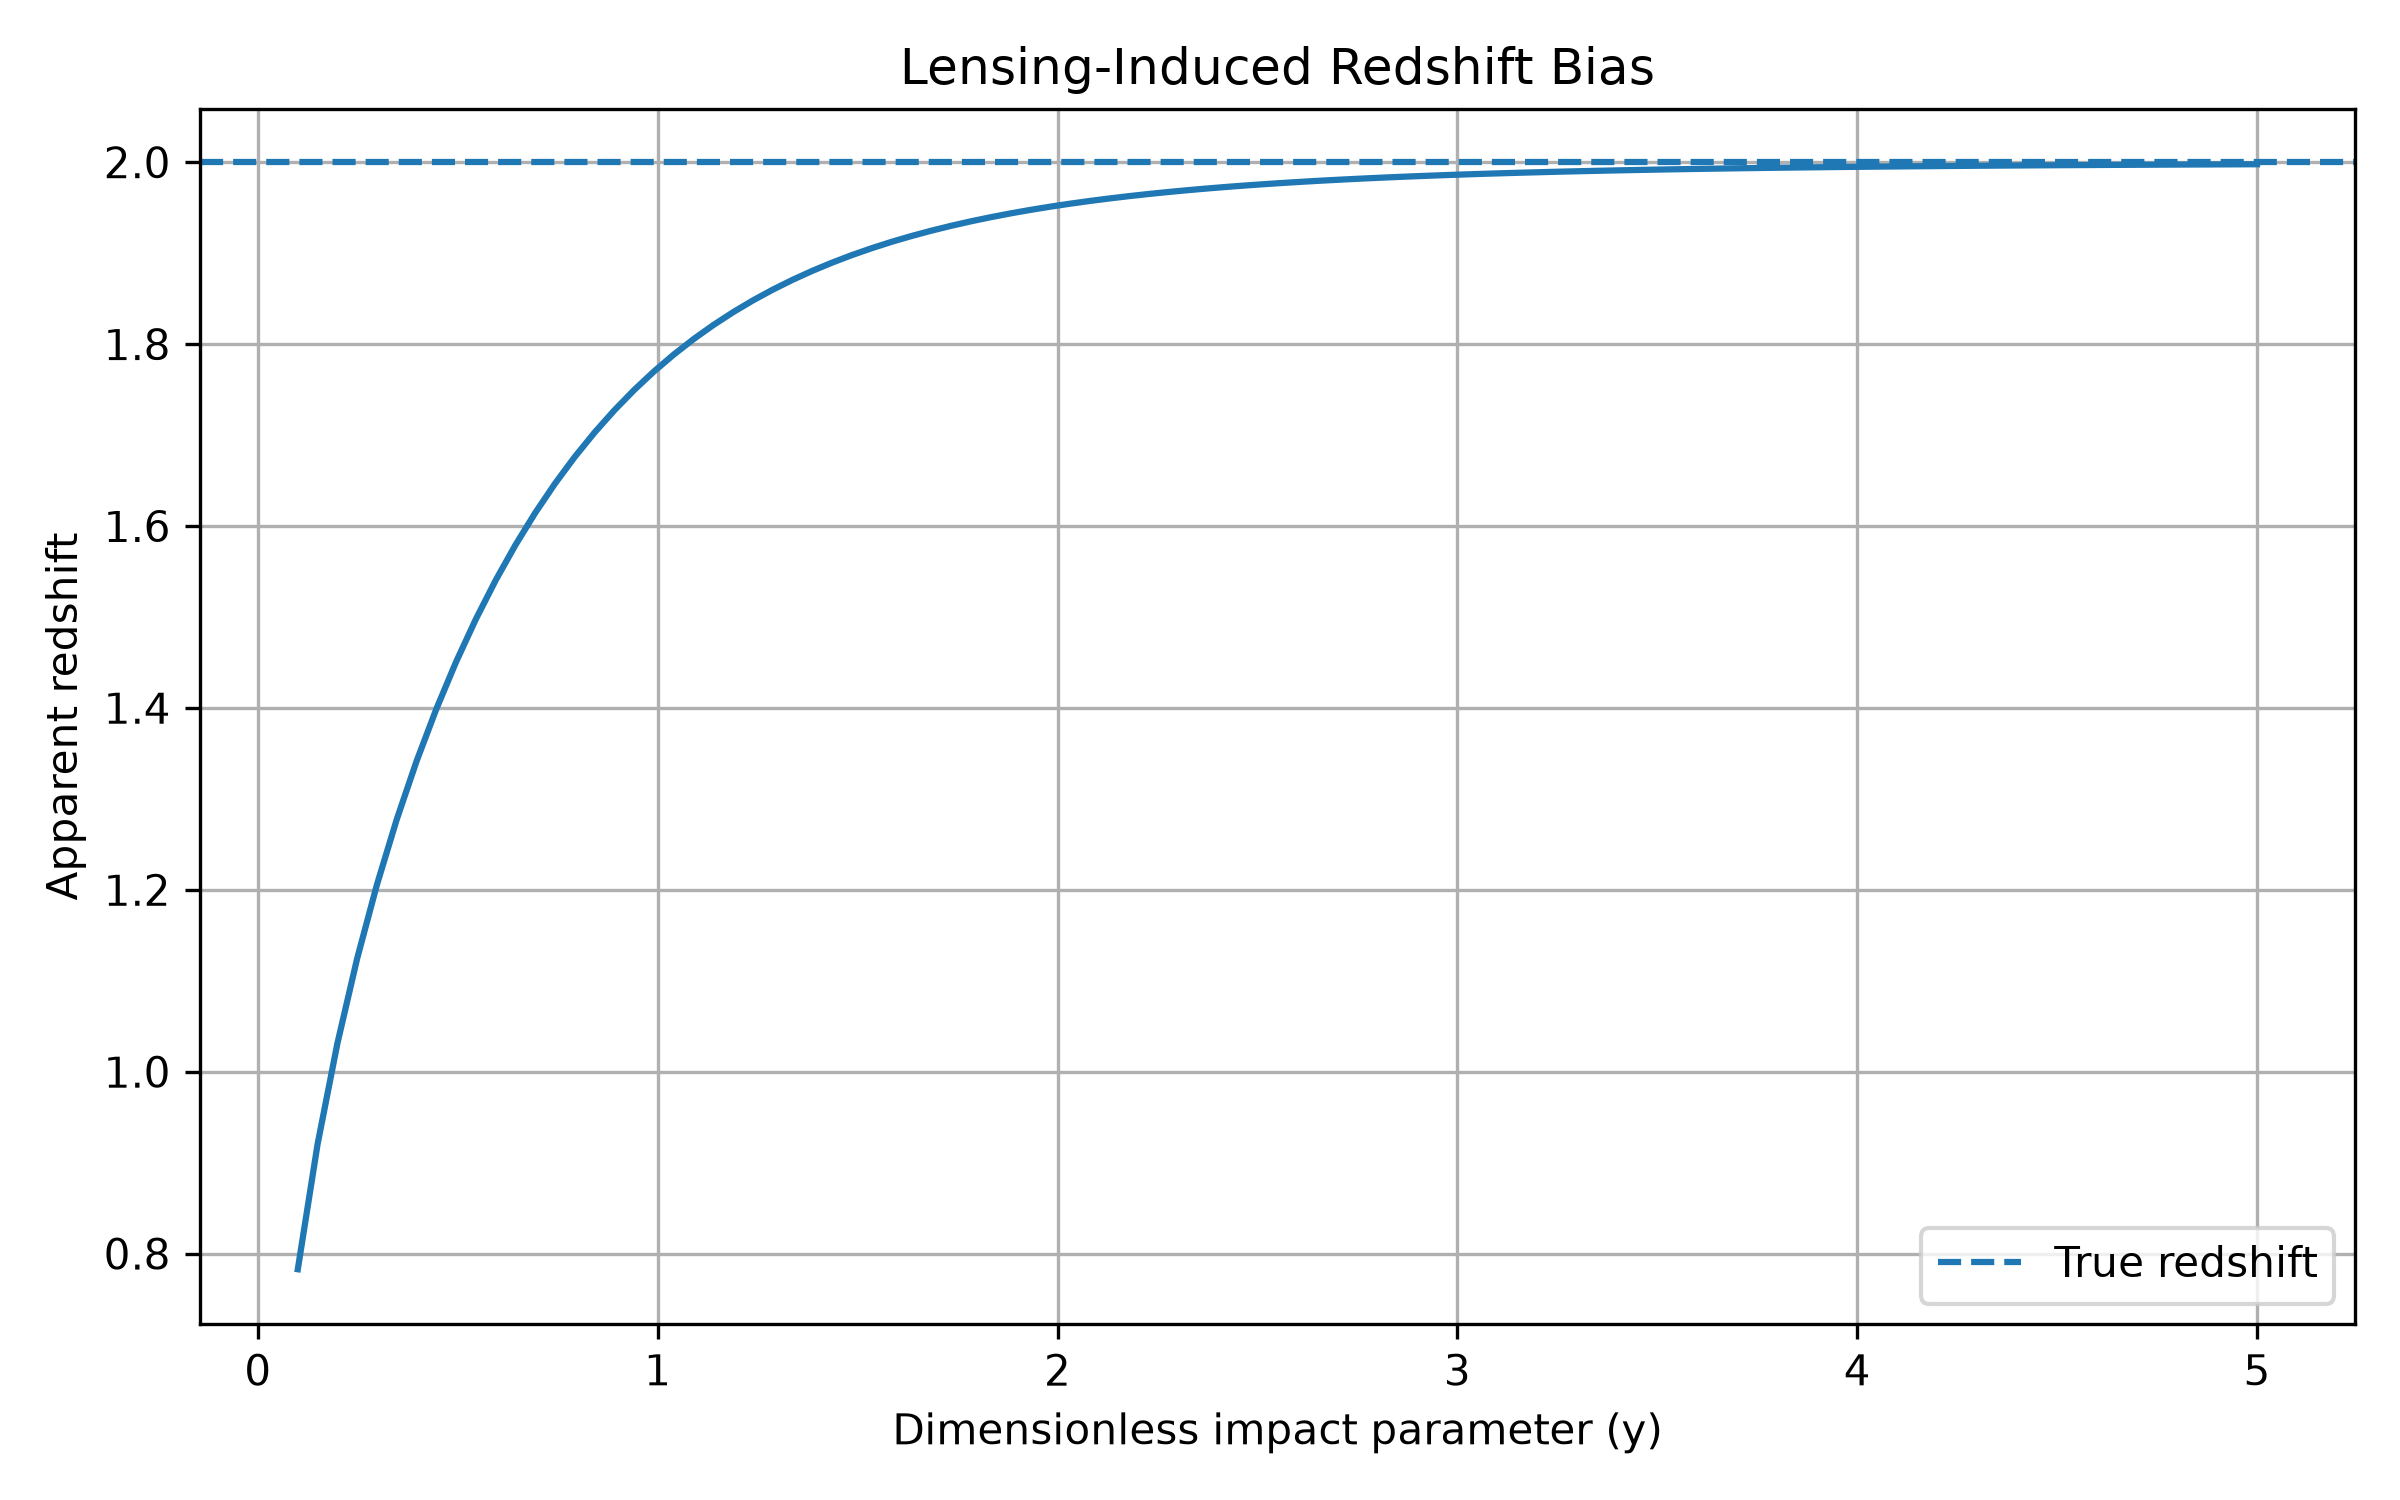 Lensing-Induced Redshift Bias
Apparent redshift
2.0
1.8
1.6
1.4
1.2
1.0
0.8
True redshift
0 1 2 3 4 5
Dimensionless impact parameter (y)